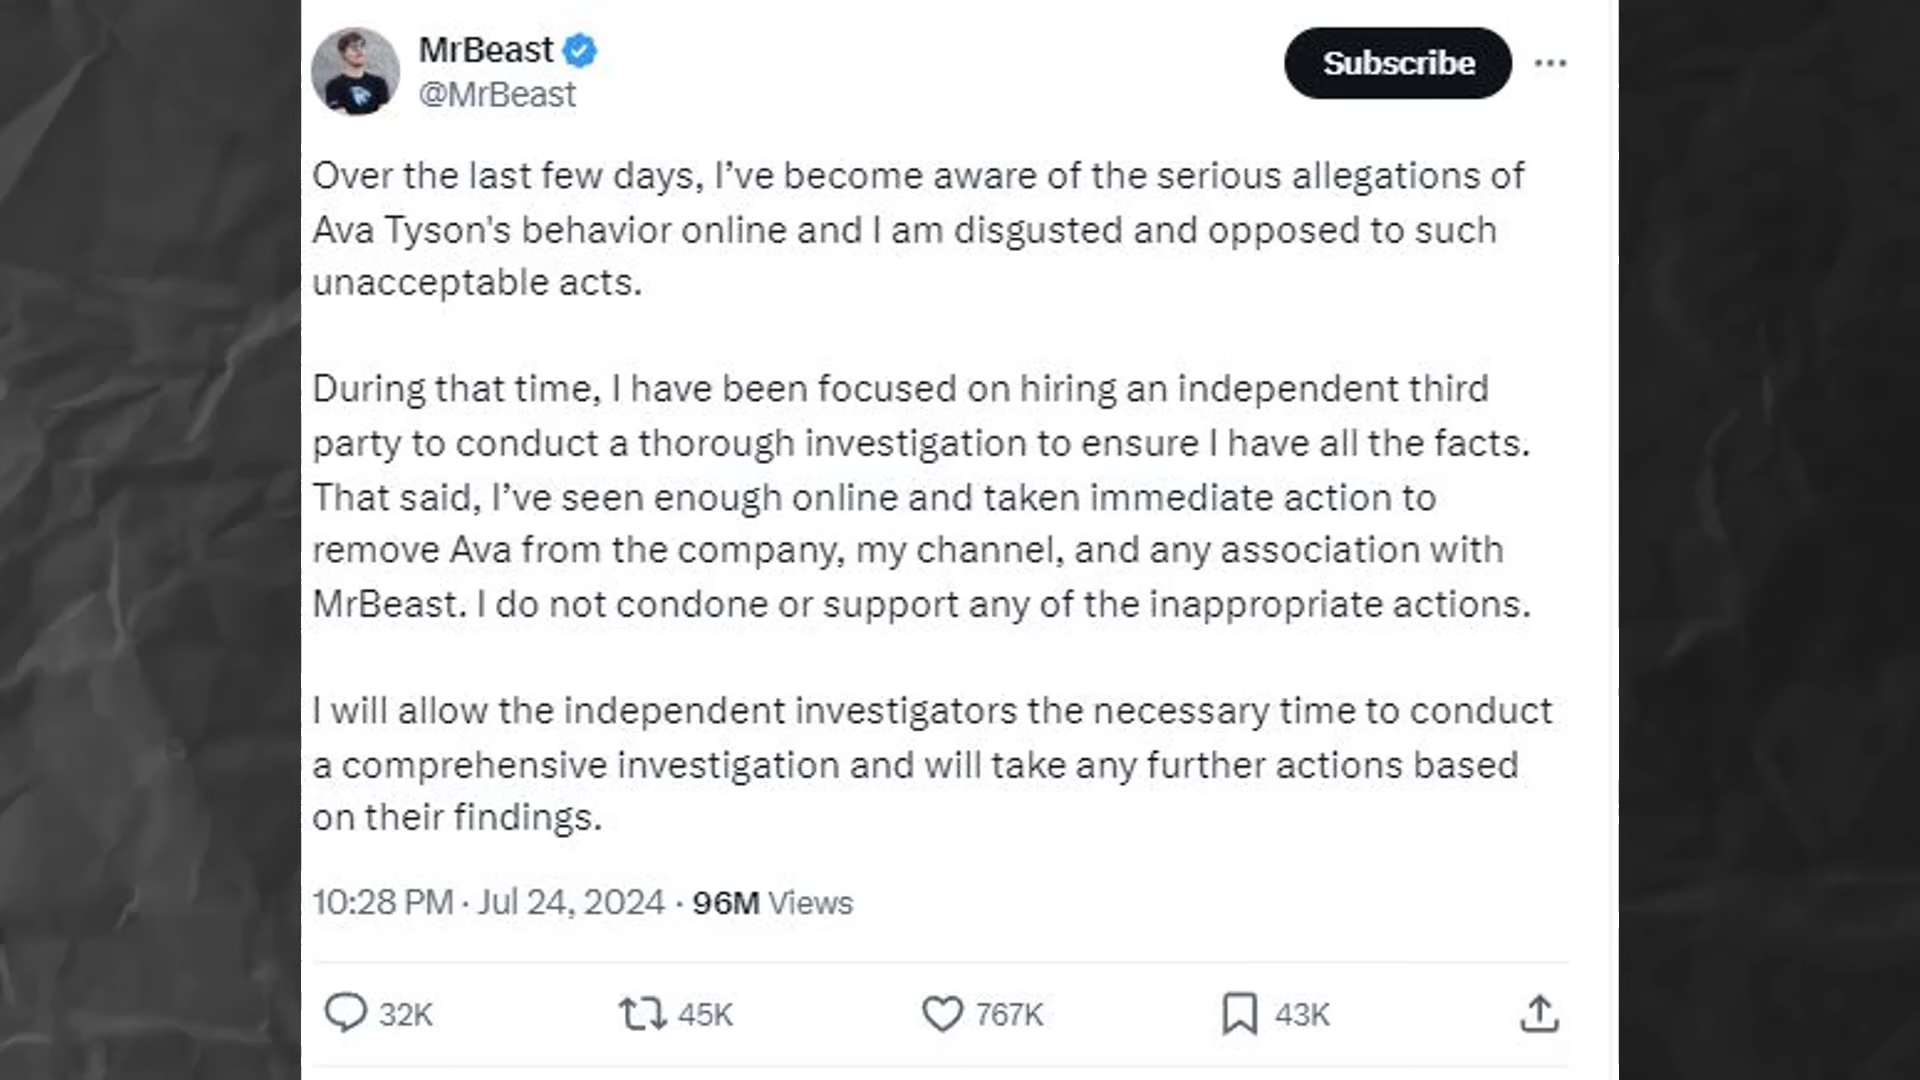 MrBeast
@MrBeast
Subscribe
Over the last few days, I’ve become aware of the serious allegations of
Ava Tyson's behavior online and I am disgusted and opposed to such
unacceptable acts.
During that time, I have been focused on hiring an independent third
party to conduct a thorough investigation to ensure I have all the facts.
That said, I’ve seen enough online and taken immediate action to
remove Ava from the company, my channel, and any association with
MrBeast. I do not condone or support any of the inappropriate actions.
I will allow the independent investigators the necessary time to conduct
a comprehensive investigation and will take any further actions based
on their findings.
10:28 PM · Jul 24, 2024 · 96M Views
32K 45K 767K 43K